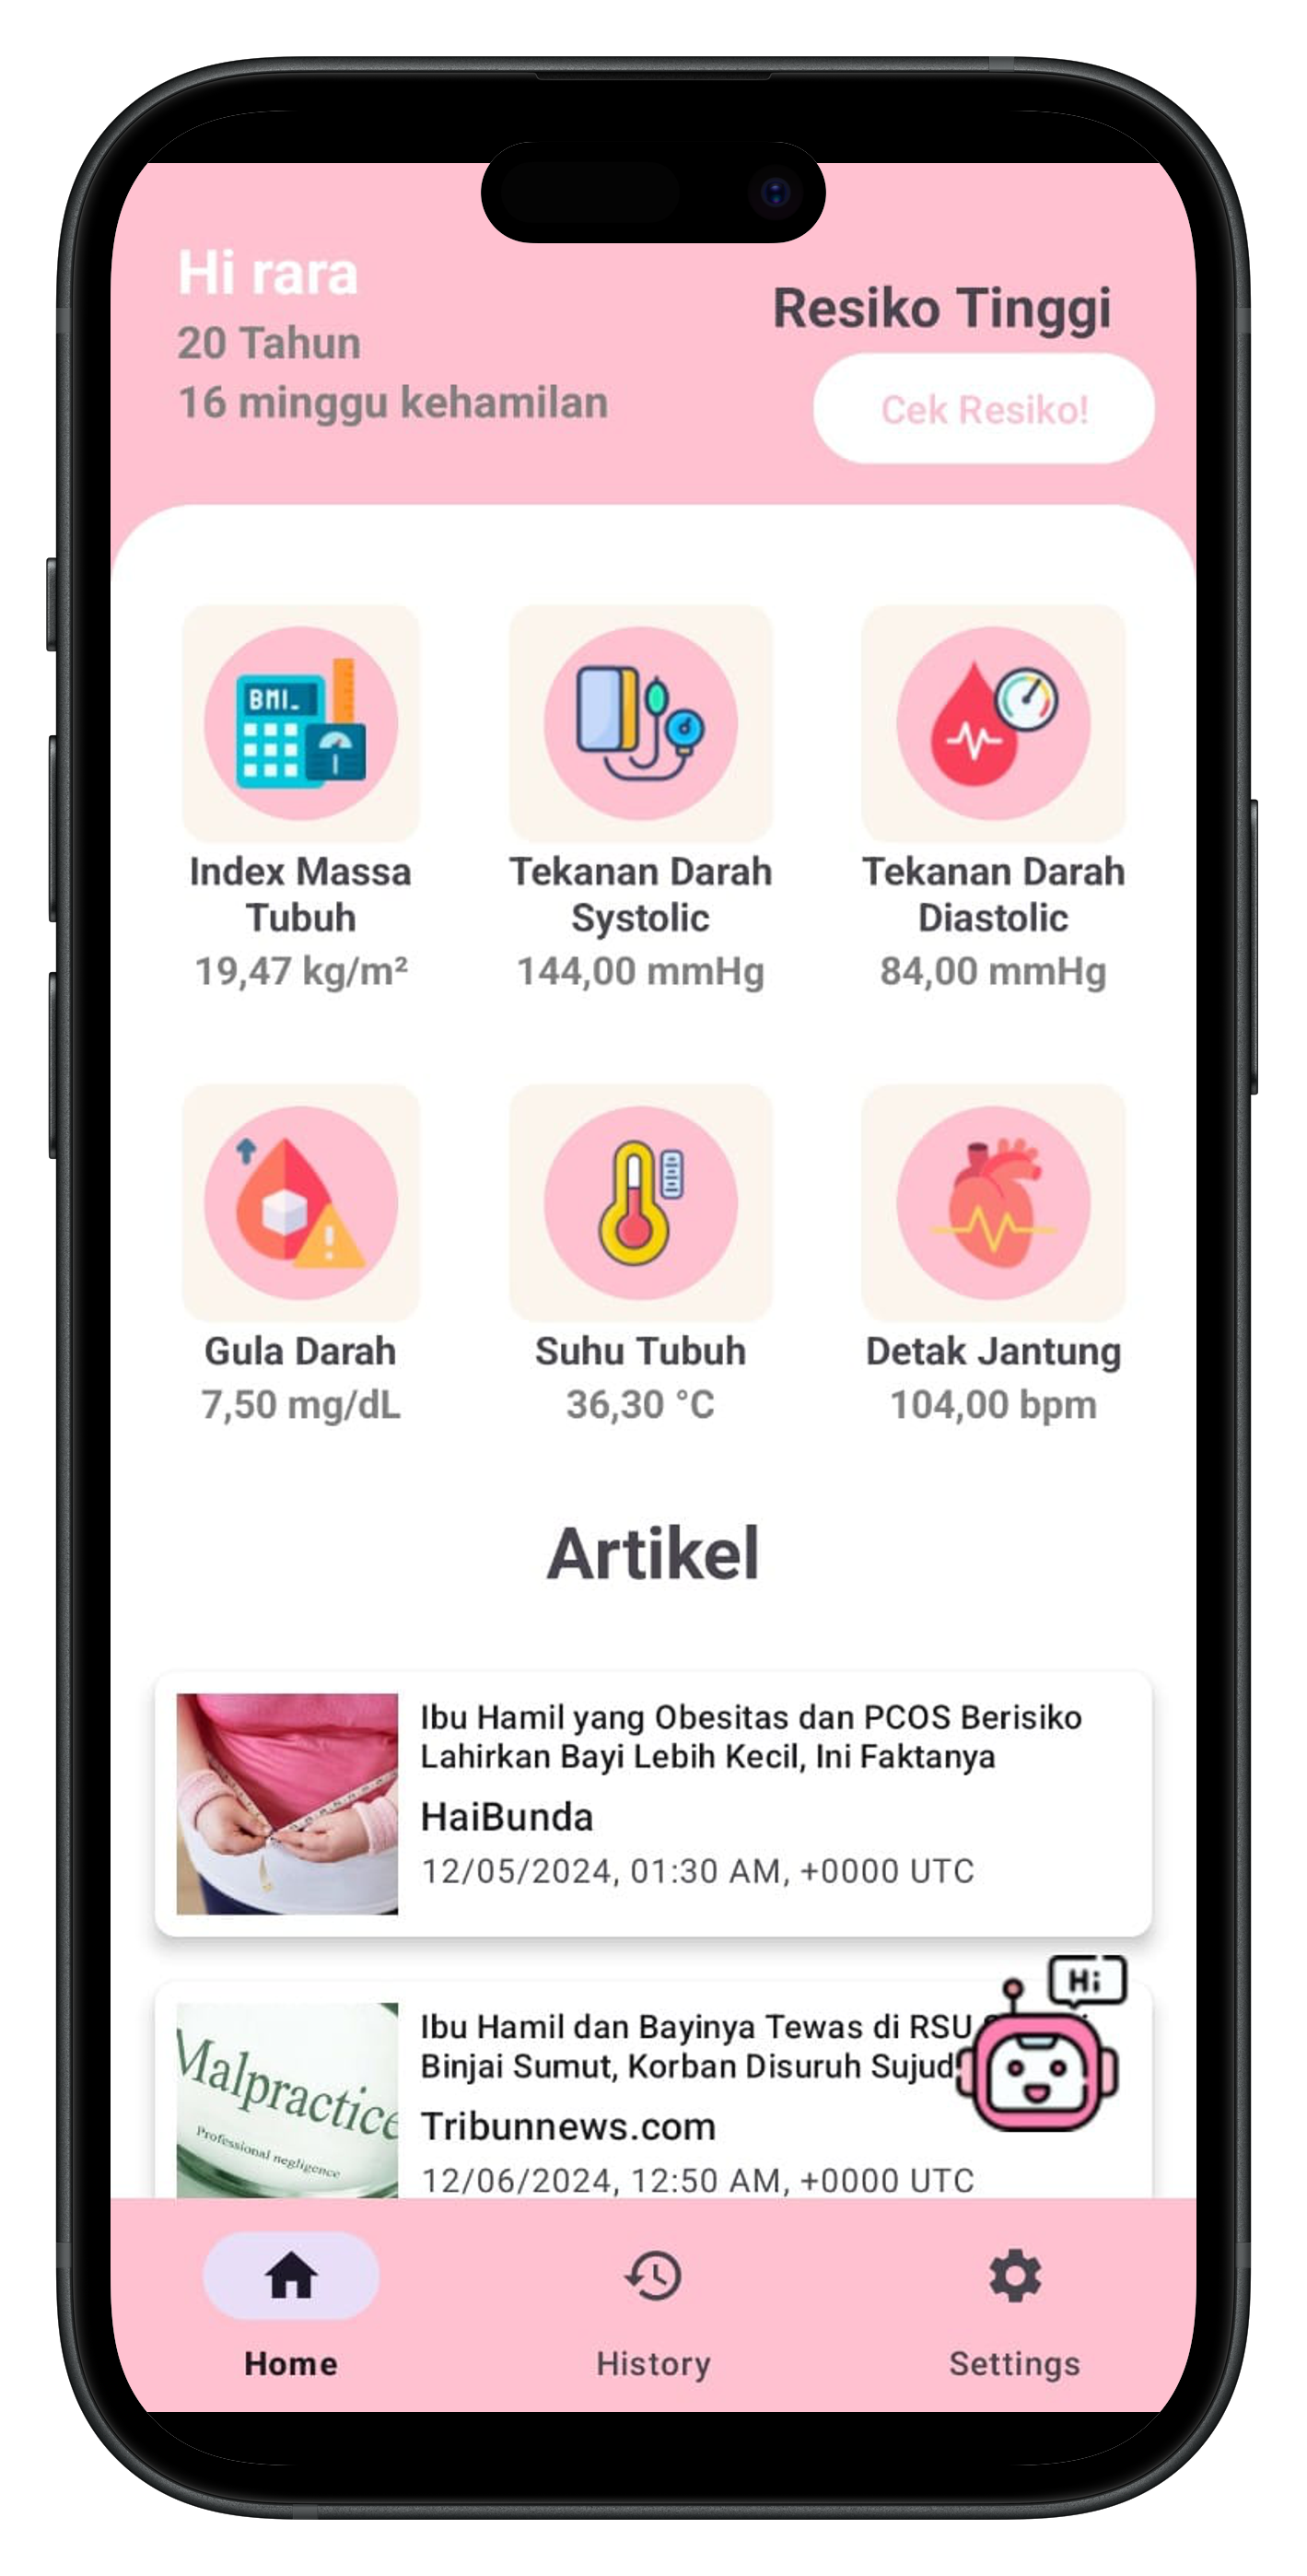 Hi rara
20 Tahun
16 minggu kehamilan
Resiko Tinggi
Cek Resiko!
BMI_
Index Massa
Tubuh
19,47 kg/m²
Tekanan Darah
Systolic
144,00 mmHg
Tekanan Darah
Diastolic
84,00 mmHg
Gula Darah
7,50 mg/dL
Suhu Tubuh
36,30 °C
Detak Jantung
104,00 bpm
Artikel
Ibu Hamil yang Obesitas dan PCOS Berisiko
Lahirkan Bayi Lebih Kecil, Ini Faktanya
HaiBunda
12/05/2024, 01:30 AM, +0000 UTC
Hi
Malpractice
Professional negligence
Ibu Hamil dan Bayinya Tewas di RSU
Binjai Sumut, Korban Disuruh Sujud
Tribunnews.com
12/06/2024, 12:50 AM, +0000 UTC
Home
History
Settings